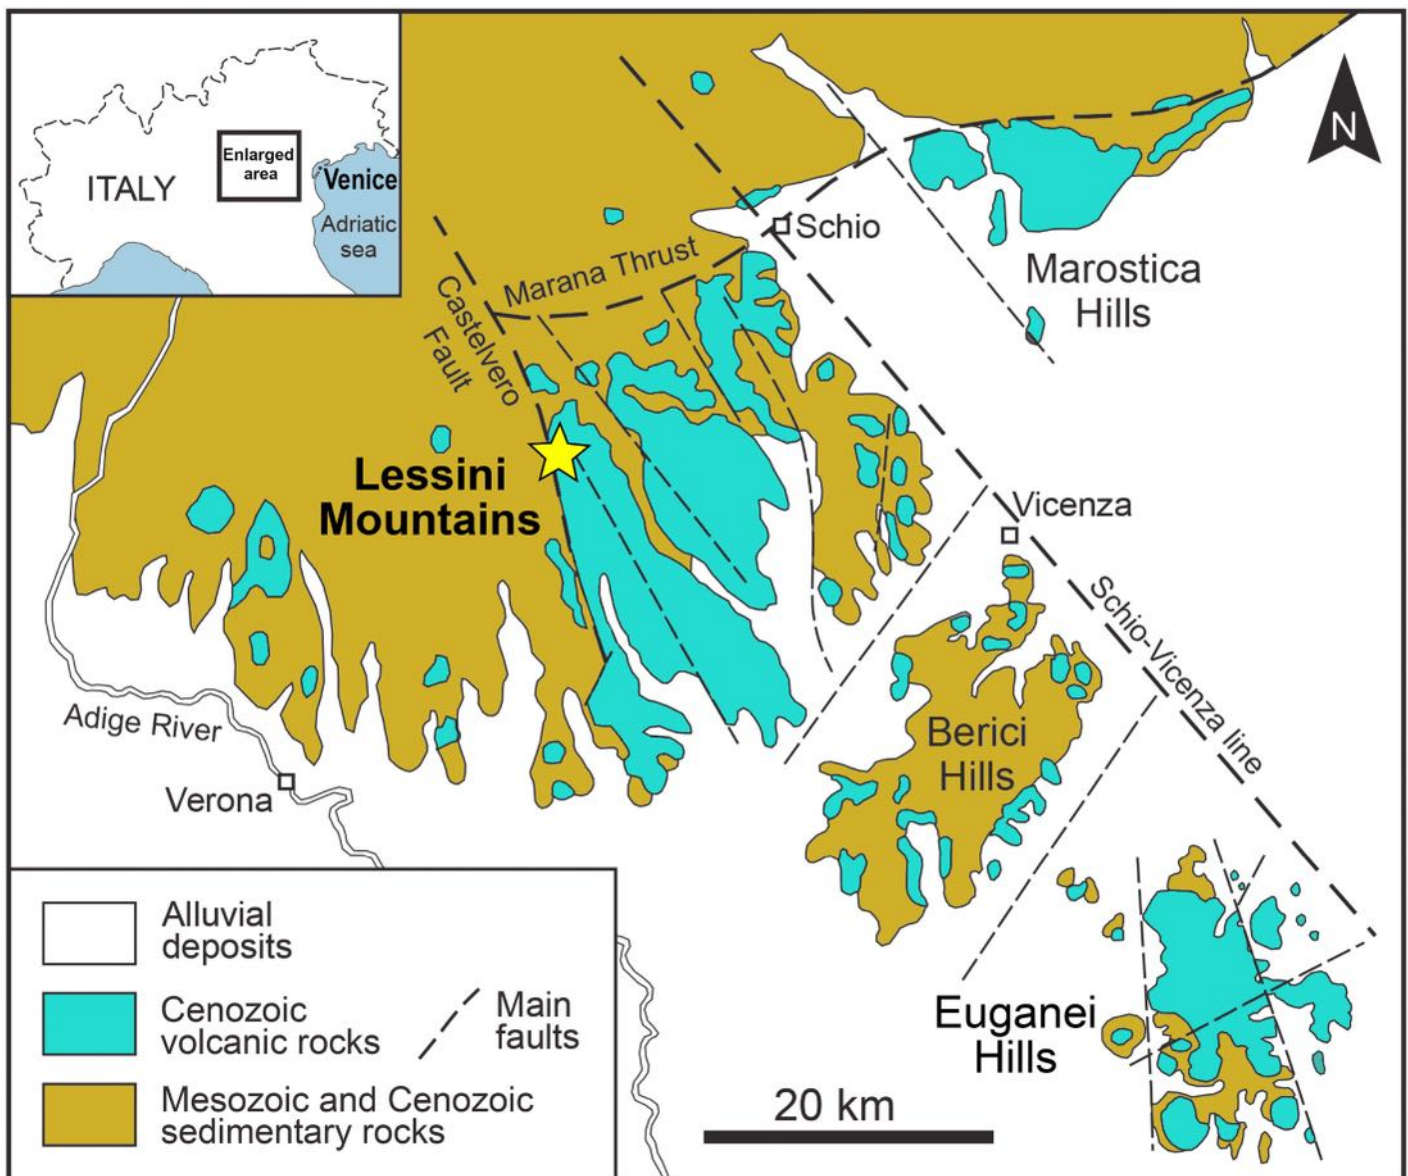 ITALY
Enlarged
area
Venice
Adriatic
sea
N
Schio
Marana Thrust
Castelvero
Fault
Marostica
Hills
Lessini
Mountains
Vicenza
Schio-Vicenza line
Adige River
Verona
Berici
Hills
Euganei
Hills
Alluvial
deposits
Cenozoic
volcanic rocks
Main
faults
Mesozoic and Cenozoic
sedimentary rocks
20 km